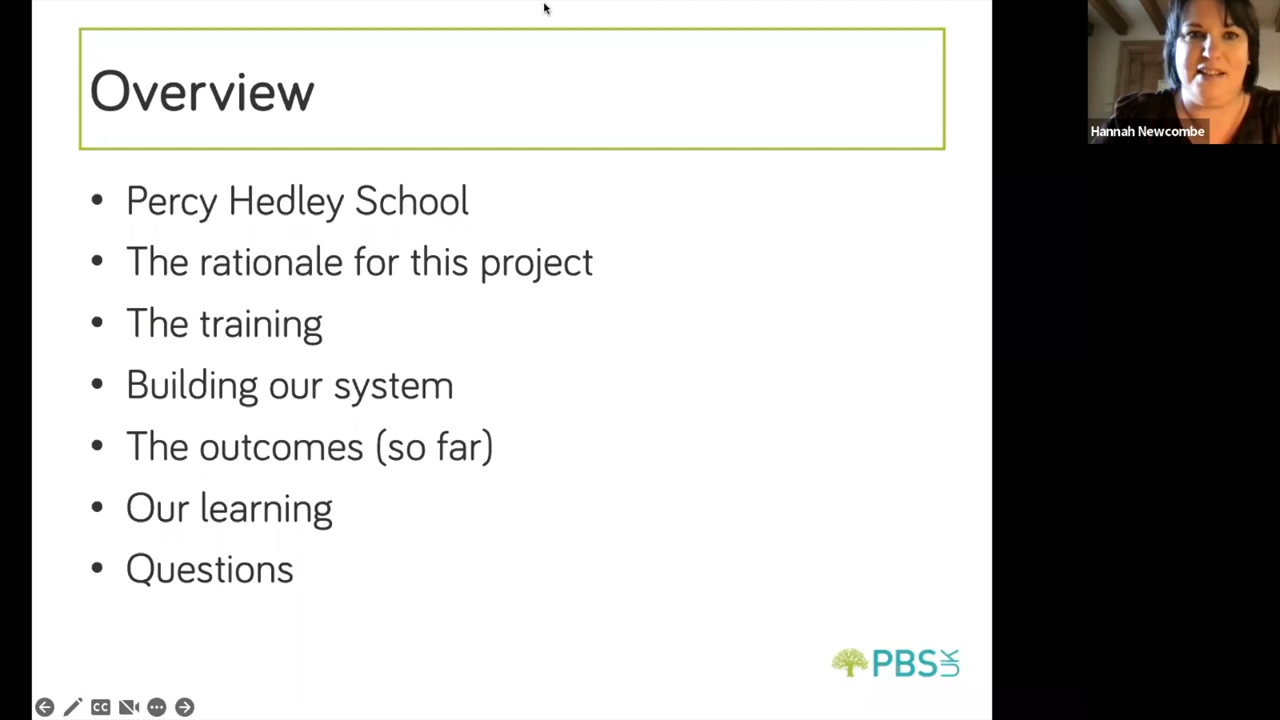 Overview
• Percy Hedley School
• The rationale for this project
• The training
• Building our system
• The outcomes (so far)
• Our learning
• Questions
PBS UK
CC
Hannah Newcombe